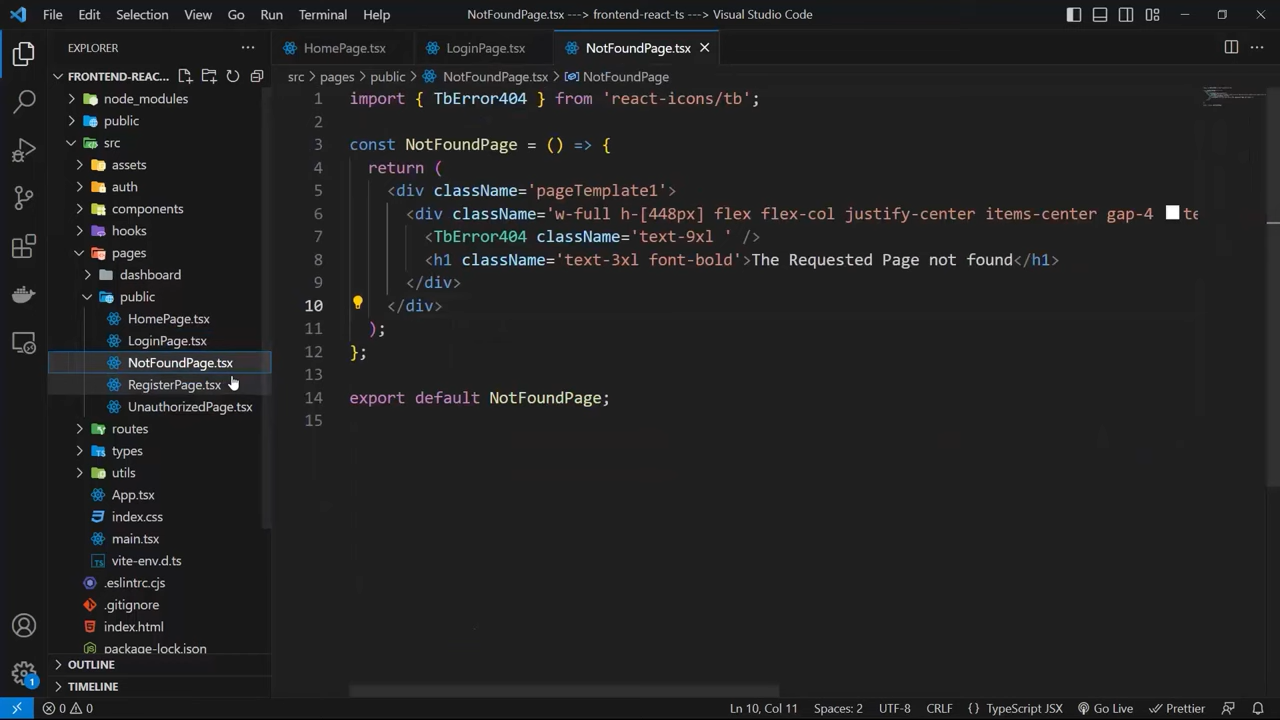 File Edit Selection View Go Run Terminal Help NotFoundPage.tsx ---> frontend-react-ts ---> Visual Studio Code
EXPLORER
FRONTEND-REAC...
node_modules
public
src
assets
auth
components
hooks
pages
dashboard
public
HomePage.tsx
LoginPage.tsx
NotFoundPage.tsx
RegisterPage.tsx
UnauthorizedPage.tsx
routes
types
utils
App.tsx
index.css
main.tsx
TS vite-env.d.ts
.eslintrc.cjs
.gitignore
index.html
package-lock.json
OUTLINE
TIMELINE
HomePage.tsx LoginPage.tsx NotFoundPage.tsx
src > pages > public > NotFoundPage.tsx > NotFoundPage
1 import { TbError404 } from 'react-icons/tb';
2
3 const NotFoundPage = () => {
4 return (
5 <div className='pageTemplate1'>
6 <div className='w-full h-[448px] flex flex-col justify-center items-center gap-4 te
7 <TbError404 className='text-9xl ' />
8 <h1 className='text-3xl font-bold'>The Requested Page not found</h1>
9 </div>
10 </div>
11 );
12 };
13
14 export default NotFoundPage;
15
1
0 0 Ln 10, Col 11 Spaces: 2 UTF-8 CRLF {} TypeScript JSX Go Live Prettier